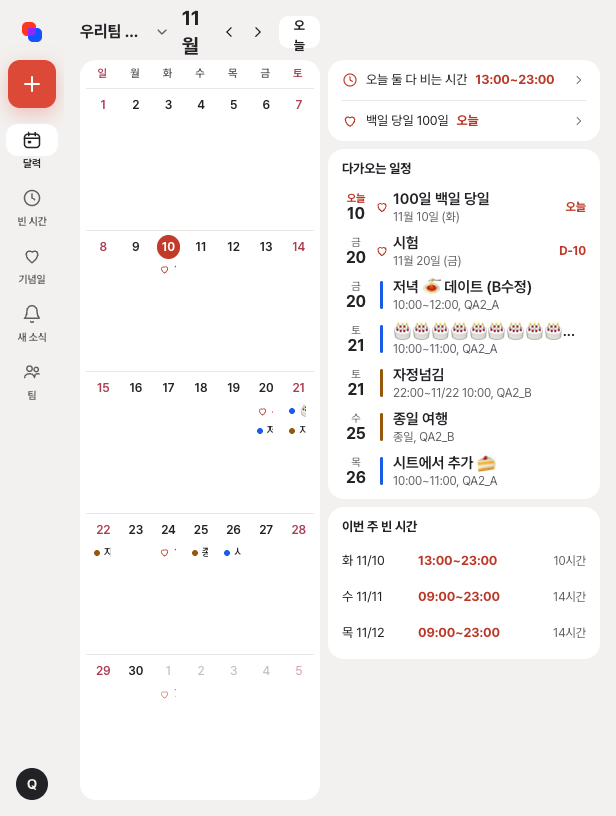 우리팀 ...
11
월
오
늘
달력
빈 시간
기념일
새 소식
팀
Q
일 월 화 수 목 금 토
1 2 3 4 5 6 7
8 9 10 11 12 13 14
15 16 17 18 19 20 21
22 23 24 25 26 27 28
29 30 1 2 3 4 5
오늘 둘 다 비는 시간 13:00~23:00
백일 당일 100일 오늘
다가오는 일정
오늘
10
100일 백일 당일
11월 10일 (화)
오늘
금
20
시험
11월 20일 (금)
D-10
금
20
저녁 🍝 데이트 (B수정)
10:00~12:00, QA2_A
토
21
🎂🎂🎂🎂🎂🎂🎂🎂🎂...
10:00~11:00, QA2_A
토
21
자정넘김
22:00~11/22 10:00, QA2_B
수
25
종일 여행
종일, QA2_B
목
26
시트에서 추가 🍰
10:00~11:00, QA2_A
이번 주 빈 시간
화 11/10 13:00~23:00 10시간
수 11/11 09:00~23:00 14시간
목 11/12 09:00~23:00 14시간